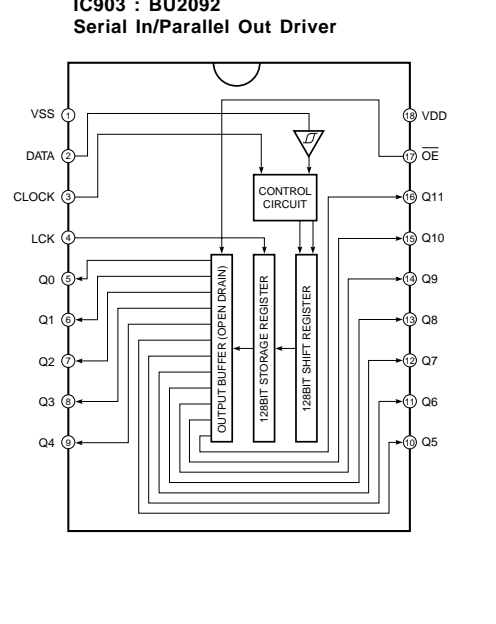 IC903 : BU2092
Serial In/Parallel Out Driver
VSS 1
18 VDD
DATA 2
17 OE
CLOCK 3
16 Q11
CONTROL
CIRCUIT
LCK 4
15 Q10
Q0 5
14 Q9
Q1 6
13 Q8
Q2 7
12 Q7
Q3 8
11 Q6
Q4 9
10 Q5
OUTPUT BUFFER (OPEN DRAIN)
128BIT STORAGE REGISTER
128BIT SHIFT REGISTER